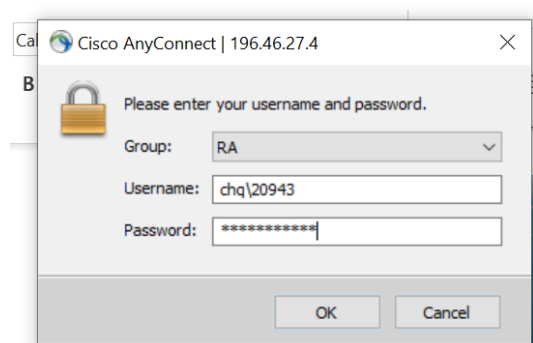 Cal
Cisco AnyConnect | 196.46.27.4
B
Please enter your username and password.
Group: RA
Username: chq\20943
Password: ***********
OK Cancel